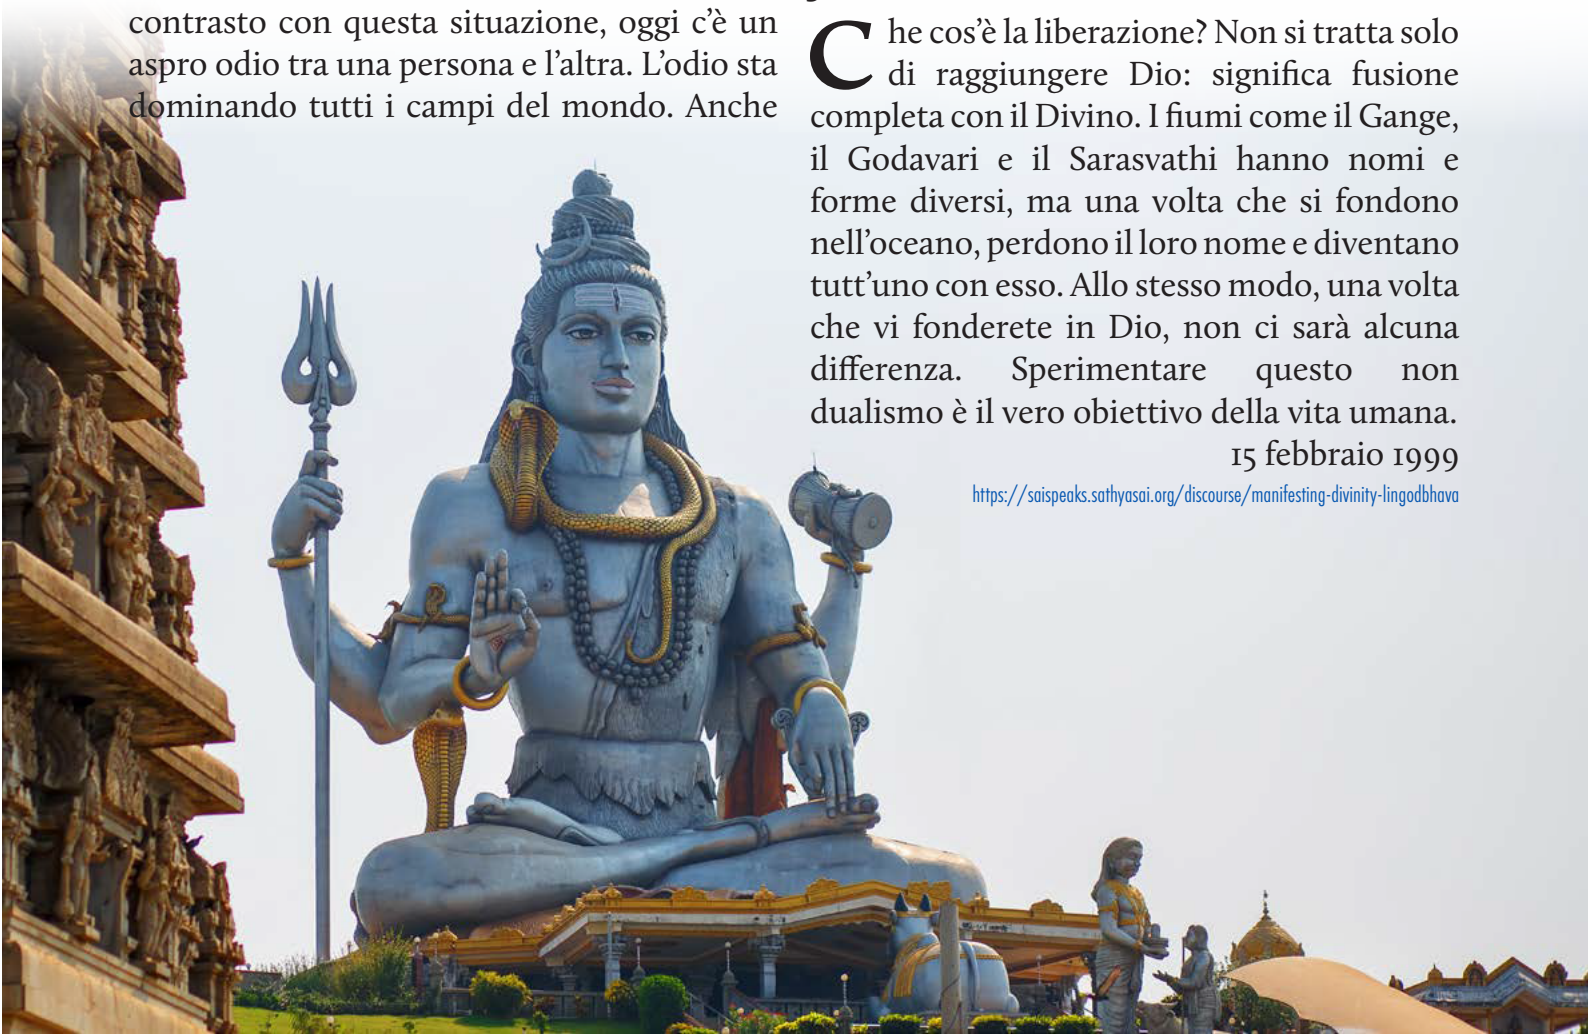 contrasto con questa situazione, oggi c'è un
aspro odio tra una persona e l'altra. L'odio sta
dominando tutti i campi del mondo. Anche
Che cos'è la liberazione? Non si tratta solo
di raggiungere Dio: significa fusione
completa con il Divino. I fiumi come il Gange,
il Godavari e il Sarasvathi hanno nomi e
forme diversi, ma una volta che si fondono
nell'oceano, perdono il loro nome e diventano
tutt'uno con esso. Allo stesso modo, una volta
che vi fonderete in Dio, non ci sarà alcuna
differenza. Sperimentare questo non
dualismo è il vero obiettivo della vita umana.
15 febbraio 1999
https://saispeaks.sathyasai.org/discourse/manifesting-divinity-lingodbhava